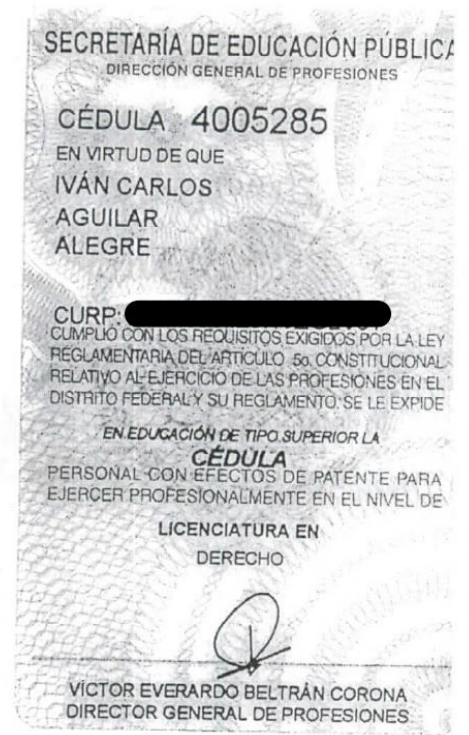 SECRETARÍA DE EDUCACIÓN PÚBLICA
DIRECCIÓN GENERAL DE PROFESIONES
CÉDULA 4005285
EN VIRTUD DE QUE
IVÁN CARLOS
AGUILAR
ALEGRE
CURP:
CUMPLIÓ CON LOS REQUISITOS EXIGIDOS POR LA LEY
REGLAMENTARIA DEL ARTÍCULO 5o. CONSTITUCIONAL
RELATIVO AL EJERCICIO DE LAS PROFESIONES EN EL
DISTRITO FEDERAL Y SU REGLAMENTO. SE LE EXPIDE
EN EDUCACIÓN DE TIPO SUPERIOR LA
CÉDULA
PERSONAL CON EFECTOS DE PATENTE PARA
EJERCER PROFESIONALMENTE EN EL NIVEL DE
LICENCIATURA EN
DERECHO
VÍCTOR EVERARDO BELTRÁN CORONA
DIRECTOR GENERAL DE PROFESIONES